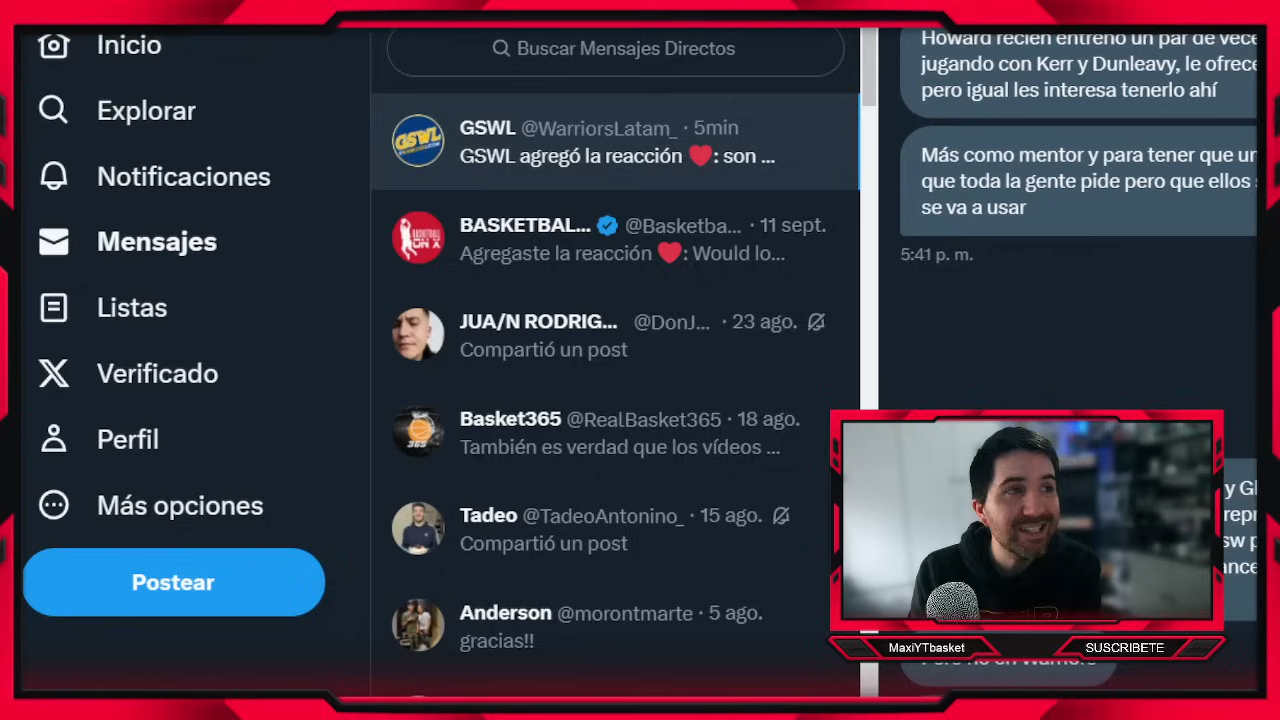 Inicio
Explorar
Notificaciones
Mensajes
Listas
Verificado
Perfil
Más opciones
Postear
Buscar Mensajes Directos
GSWL @WarriorsLatam_ · 5min
GSWL agregó la reacción ❤️: son ...
BASKETBAL... @Basketba... · 11 sept.
Agregaste la reacción ❤️: Would lo...
JUA/N RODRIG... @DonJ... · 23 ago.
Compartió un post
Basket365 @RealBasket365 · 18 ago.
También es verdad que los vídeos ...
Tadeo @TadeoAntonino_ · 15 ago.
Compartió un post
Anderson @morontmarte · 5 ago.
gracias!!
Howard recién entrenó un par de vece
jugando con Kerr y Dunleavy, le ofrece
pero igual les interesa tenerlo ahí
Más como mentor y para tener que un
que toda la gente pide pero que ellos s
se va a usar
5:41 p. m.
MaxiYTbasket
SUSCRIBETE